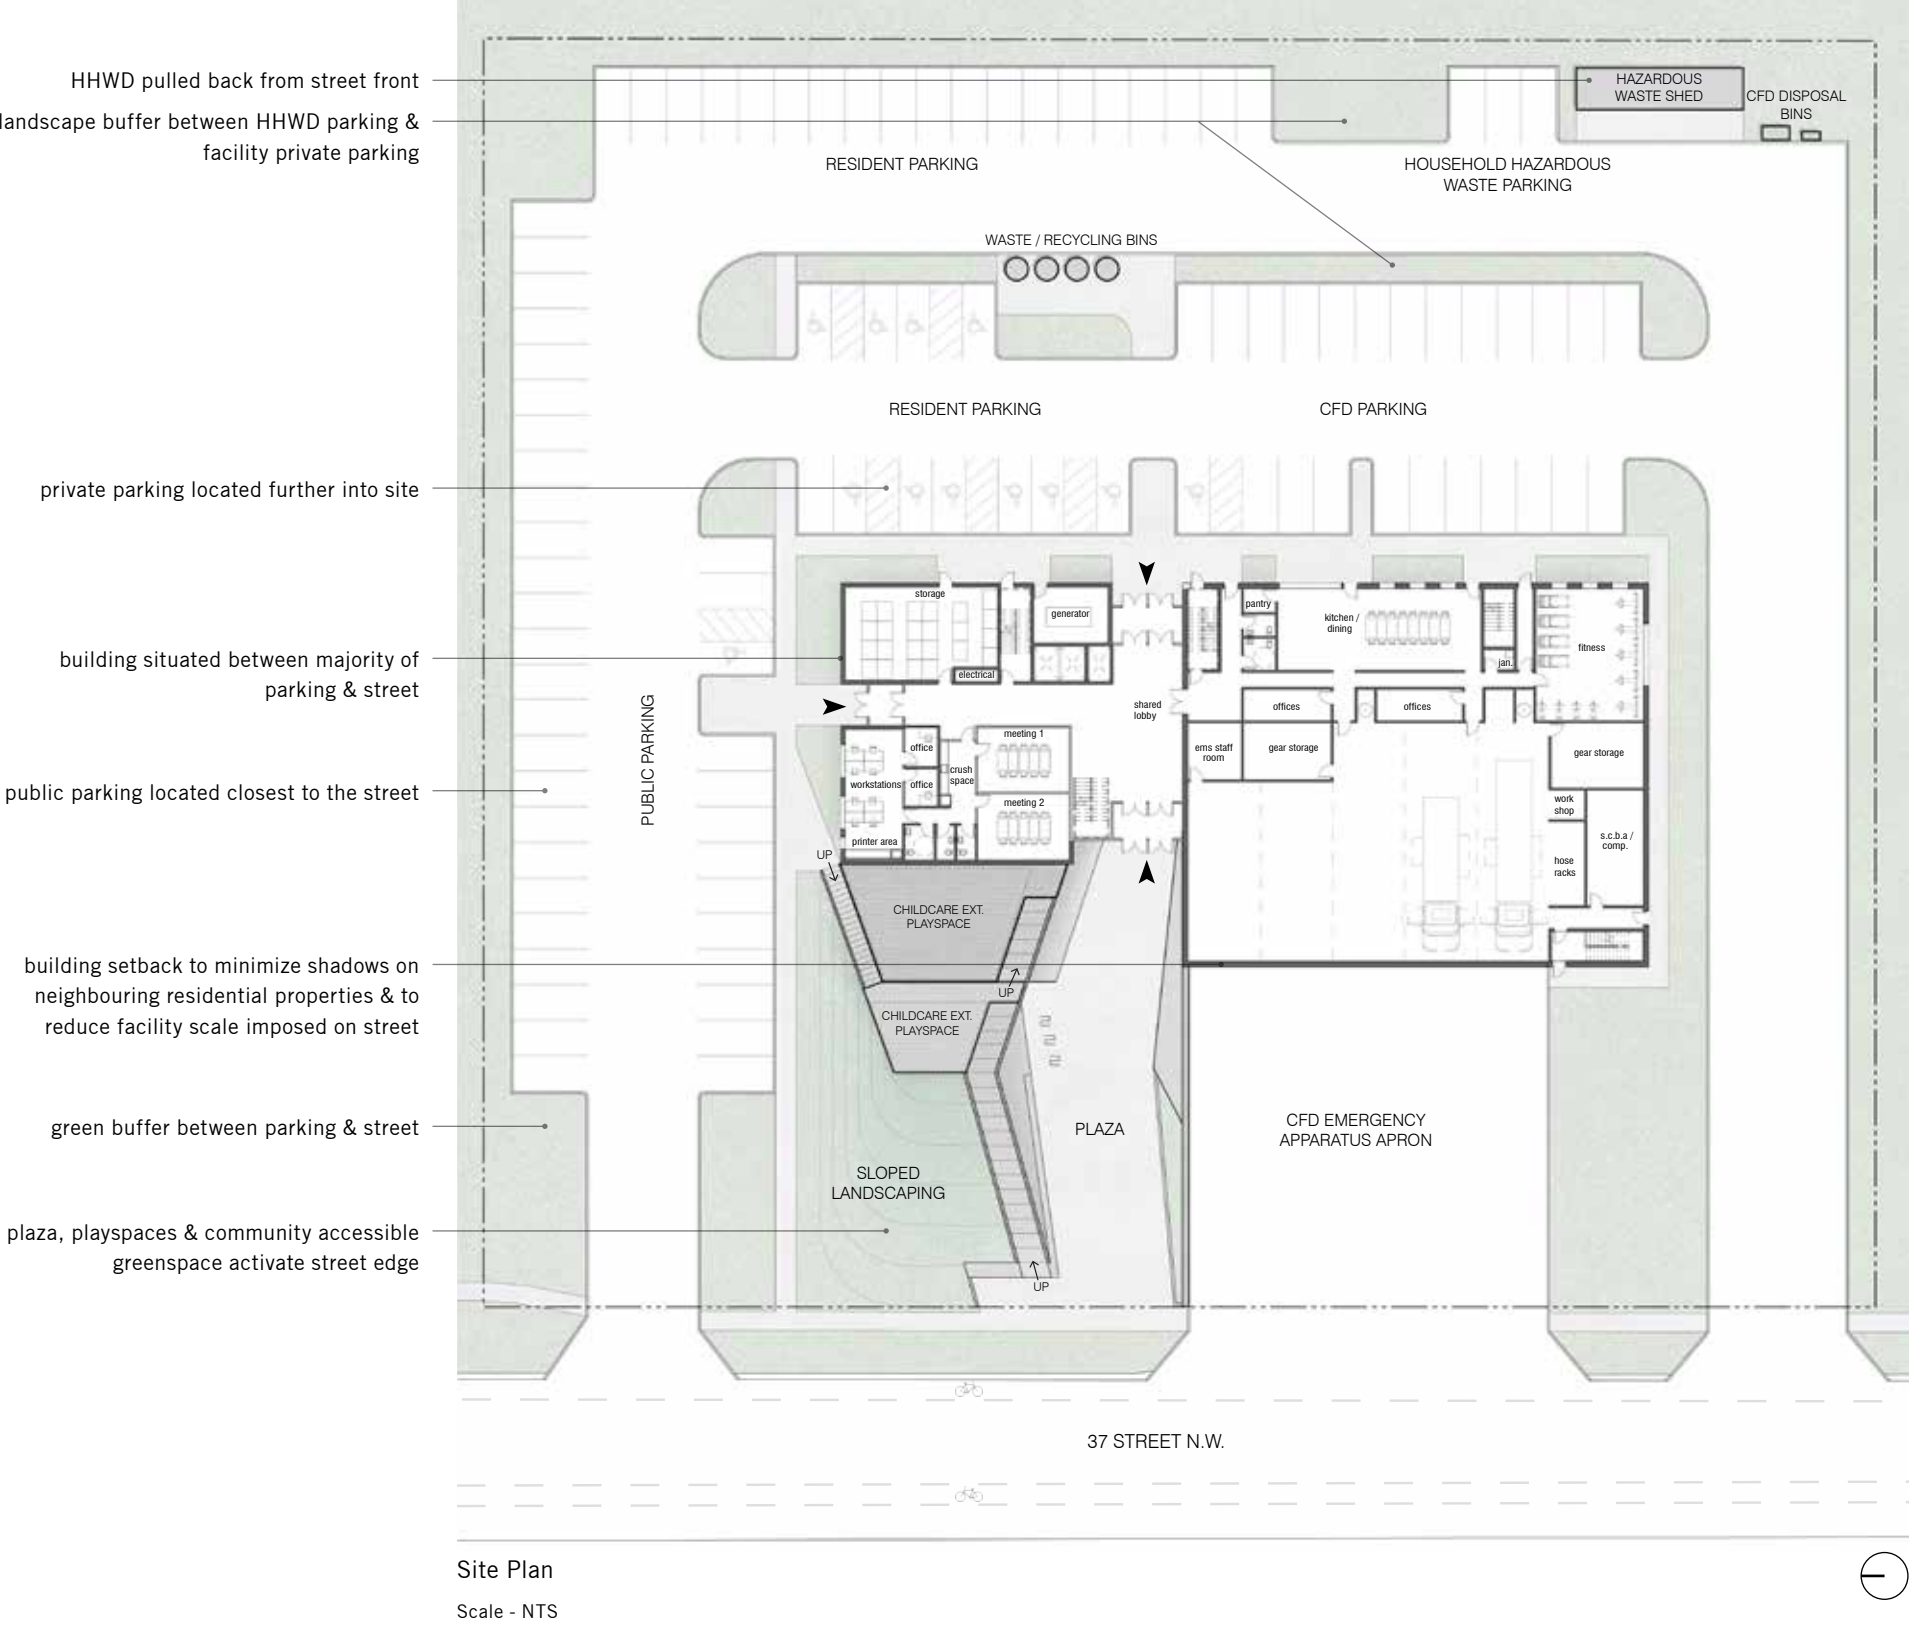 HHWD pulled back from street front
landscape buffer between HHWD parking &
facility private parking
private parking located further into site
building situated between majority of
parking & street
public parking located closest to the street
building setback to minimize shadows on
neighbouring residential properties & to
reduce facility scale imposed on street
green buffer between parking & street
plaza, playspaces & community accessible
greenspace activate street edge
HAZARDOUS
WASTE SHED
CFD DISPOSAL
BINS
RESIDENT PARKING
HOUSEHOLD HAZARDOUS
WASTE PARKING
WASTE / RECYCLING BINS
RESIDENT PARKING
CFD PARKING
PUBLIC PARKING
storage
generator
electrical
pantry
kitchen /
dining
jan.
fitness
shared
lobby
offices
offices
ems staff
room
gear storage
gear storage
office
meeting 1
crush
space
workstations
office
meeting 2
printer area
work
shop
s.c.b.a /
comp.
hose
racks
UP
CHILDCARE EXT.
PLAYSPACE
UP
CHILDCARE EXT.
PLAYSPACE
PLAZA
CFD EMERGENCY
APPARATUS APRON
SLOPED
LANDSCAPING
UP
37 STREET N.W.
Site Plan
Scale - NTS